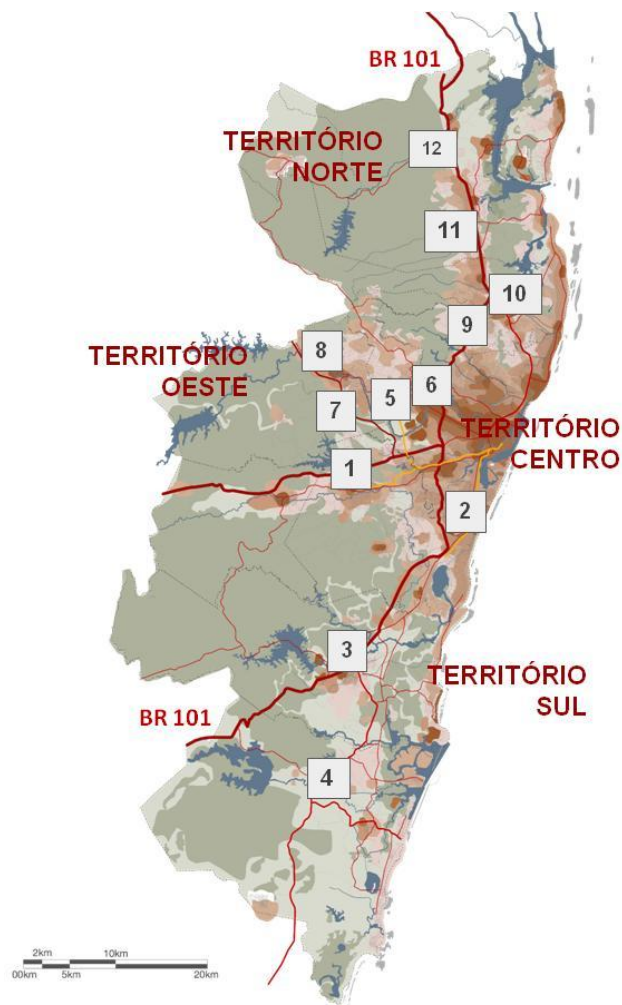 BR 101
TERRITÓRIO
NORTE
12
11
10
9
TERRITÓRIO
OESTE
8
6
5
7
TERRITÓRIO
CENTRO
1
2
3
TERRITÓRIO
SUL
BR 101
4
2km 10km
00km 5km 20km